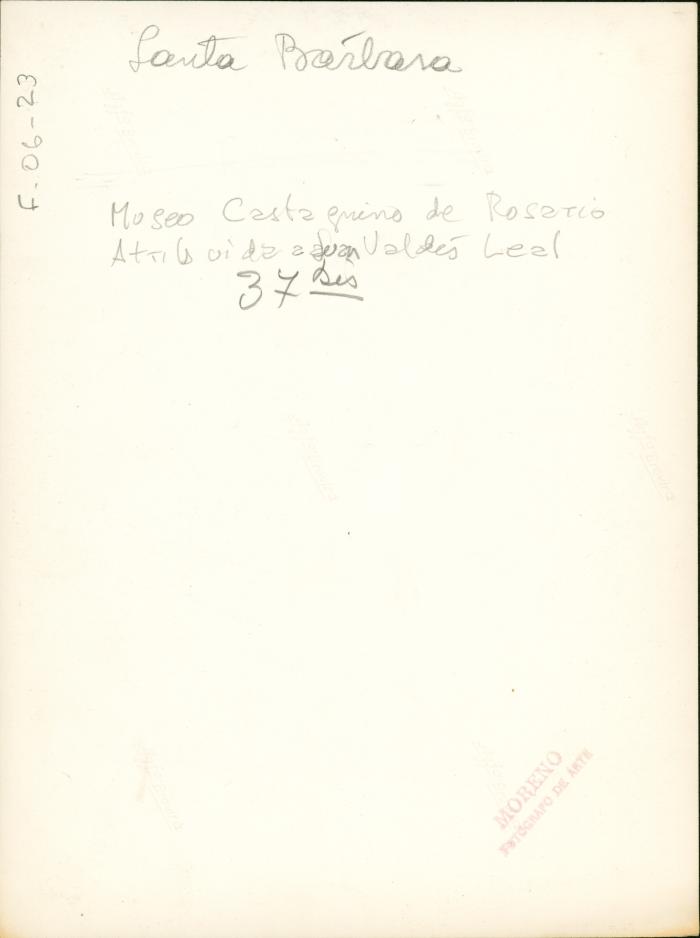 Santa Bárbara
F.06-23
Museo Castagnino de Rosario
Atribuida a Juan Valdés Leal
37 Bis
MORENO
FOTÓGRAFO DE ARTE